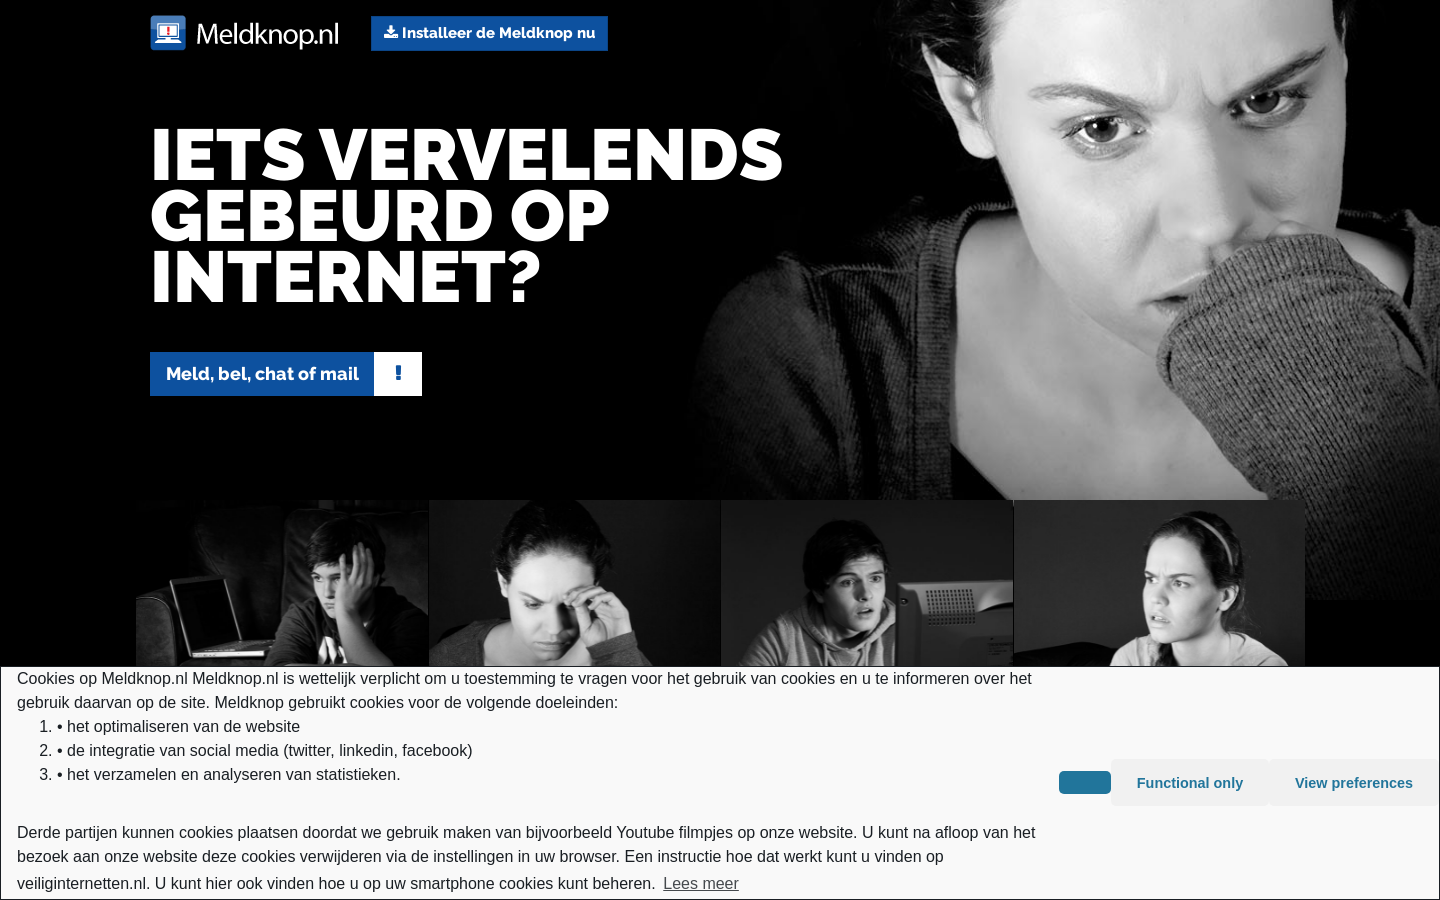 Meldknop.nl
Installeer de Meldknop nu
IETS VERVELENDS
GEBEURD OP
INTERNET?
Meld, bel, chat of mail !
Cookies op Meldknop.nl Meldknop.nl is wettelijk verplicht om u toestemming te vragen voor het gebruik van cookies en u te informeren over het
gebruik daarvan op de site. Meldknop gebruikt cookies voor de volgende doeleinden:
1. • het optimaliseren van de website
2. • de integratie van social media (twitter, linkedin, facebook)
3. • het verzamelen en analyseren van statistieken.
Functional only
View preferences
Derde partijen kunnen cookies plaatsen doordat we gebruik maken van bijvoorbeeld Youtube filmpjes op onze website. U kunt na afloop van het
bezoek aan onze website deze cookies verwijderen via de instellingen in uw browser. Een instructie hoe dat werkt kunt u vinden op
veiliginternetten.nl. U kunt hier ook vinden hoe u op uw smartphone cookies kunt beheren. Lees meer